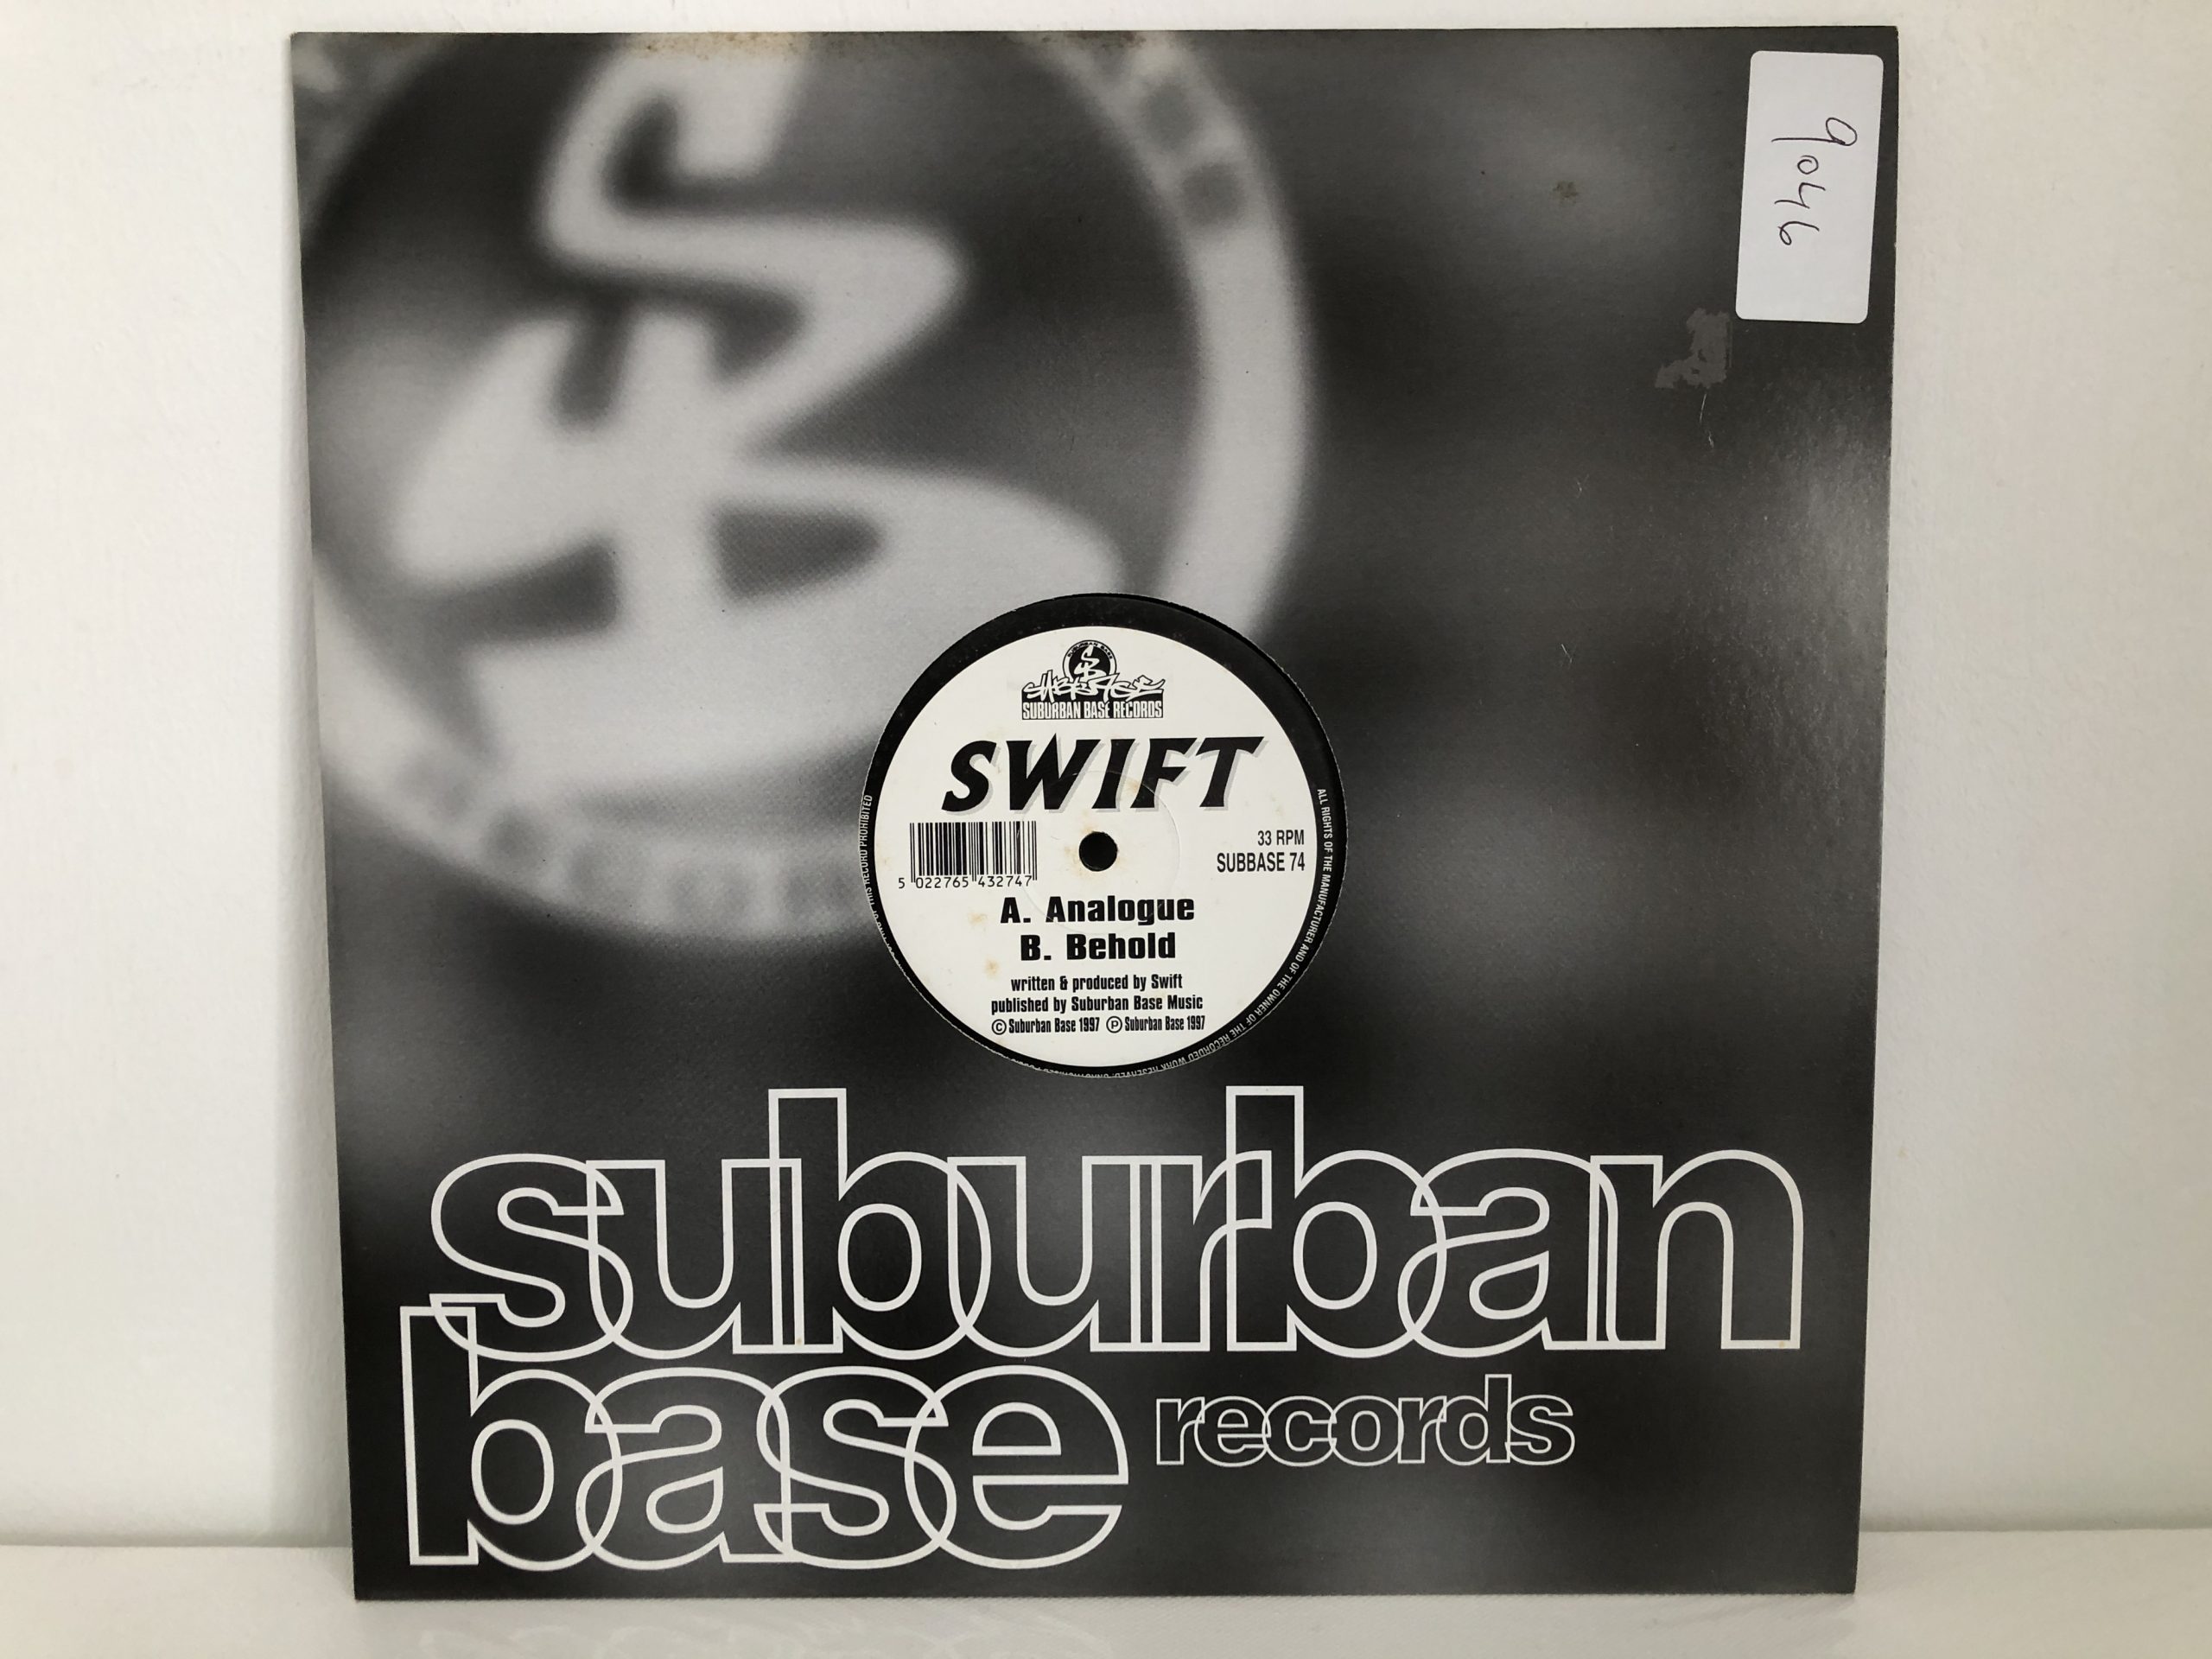 9046
SUBBASE
SUBURBAN BASE RECORDS
SWIFT
33 RPM
SUBBASE 74
5 022765 432747
A. Analogue
B. Behold
written & produced by Swift
published by Suburban Base Music
© Suburban Base 1997 ℗ Suburban Base 1997
ALL RIGHTS OF THE MANUFACTURER AND OF THE OWNER OF THE RECORDED WORK RESERVED.
THIS RECORD PROHIBITED
suburban
base records